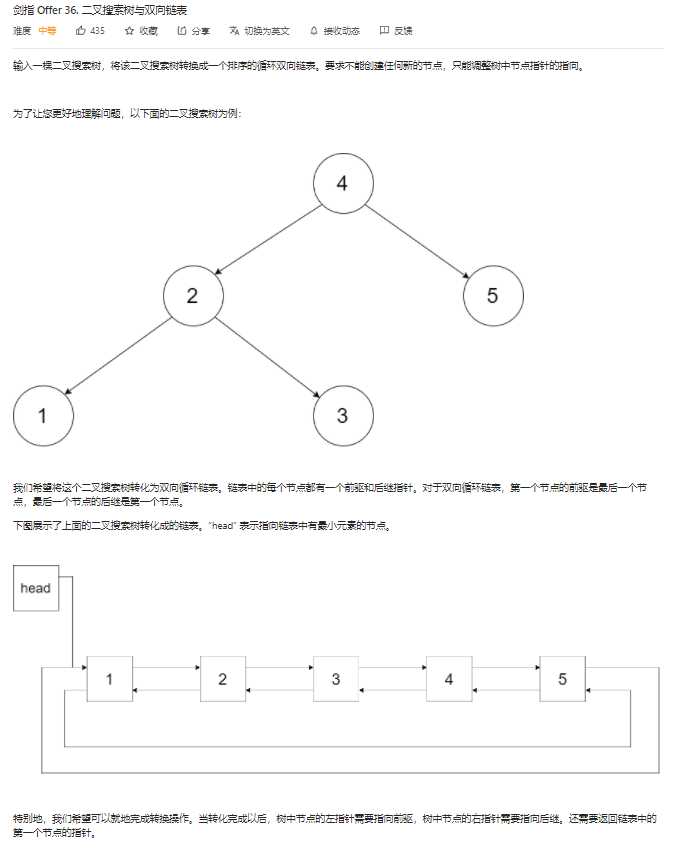 剑指 Offer 36. 二叉搜索树与双向链表
难度 中等 435 收藏 分享 切换为英文 接收动态 反馈
输入一棵二叉搜索树，将该二叉搜索树转换成一个排序的循环双向链表。要求不能创建任何新的节点，只能调整树中节点指针的指向。
为了让您更好地理解问题，以下面的二叉搜索树为例：
4
2 5
1 3
我们希望将这个二叉搜索树转化为双向循环链表。链表中的每个节点都有一个前驱和后继指针。对于双向循环链表，第一个节点的前驱是最后一个节
点，最后一个节点的后继是第一个节点。
下图展示了上面的二叉搜索树转化成的链表。“head” 表示指向链表中有最小元素的节点。
head
1 2 3 4 5
特别地，我们希望可以就地完成转换操作。当转化完成以后，树中节点的左指针需要指向前驱，树中节点的右指针需要指向后继。还需要返回链表中的
第一个节点的指针。